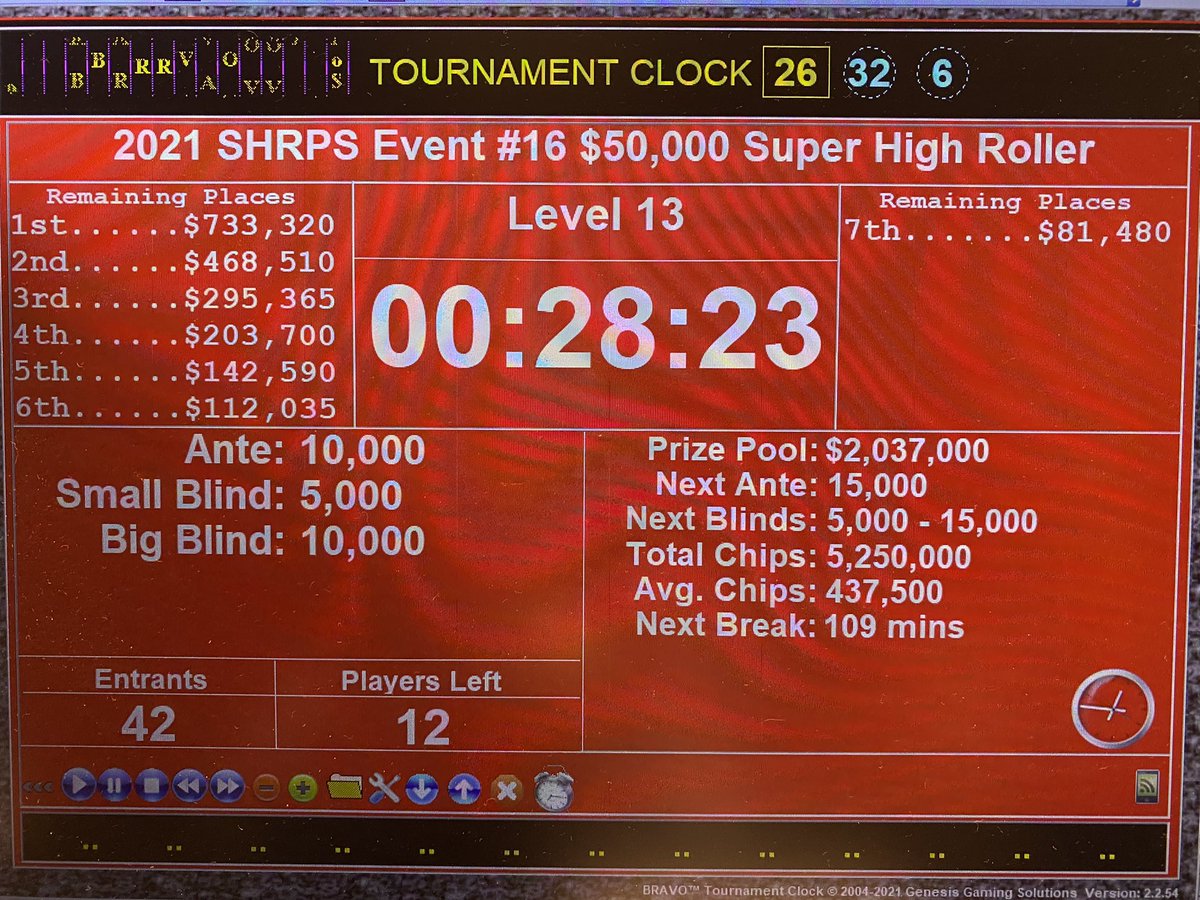 TOURNAMENT CLOCK 26 32 6
2021 SHRPS Event #16 $50,000 Super High Roller
Remaining Places
1st......$733,320
2nd......$468,510
3rd......$295,365
4th......$203,700
5th......$142,590
6th......$112,035
Level 13
00:28:23
Remaining Places
7th.......$81,480
Ante: 10,000
Small Blind: 5,000
Big Blind: 10,000
Prize Pool: $2,037,000
Next Ante: 15,000
Next Blinds: 5,000 - 15,000
Total Chips: 5,250,000
Avg. Chips: 437,500
Next Break: 109 mins
Entrants
42
Players Left
12
BRAVO™ Tournament Clock © 2004-2021 Genesis Gaming Solutions Version: 2.2.54